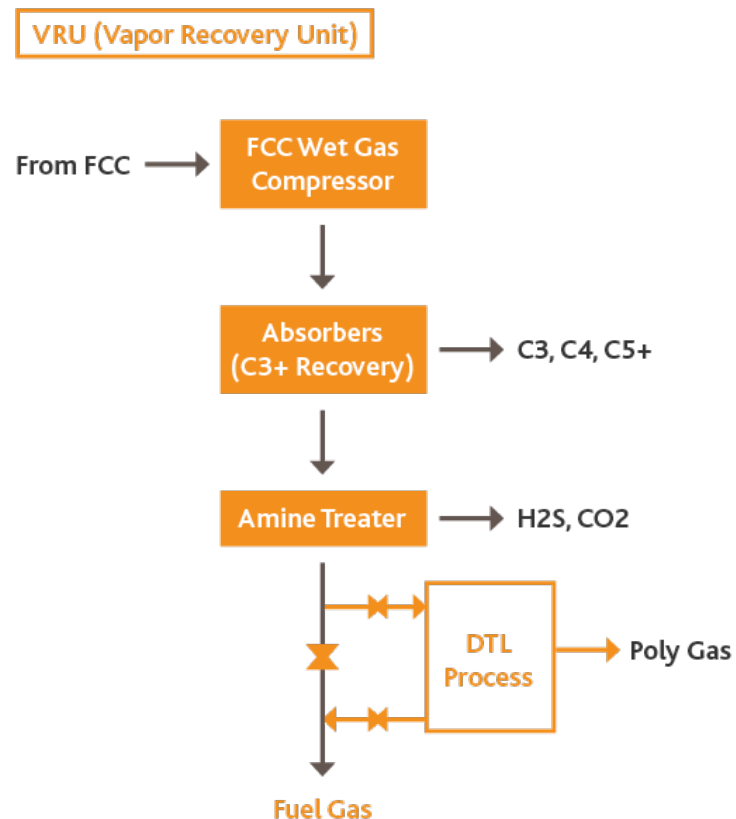 VRU (Vapor Recovery Unit)
From FCC
FCC Wet Gas
Compressor
Absorbers
(C3+ Recovery)
C3, C4, C5+
Amine Treater
H2S, CO2
DTL
Process
Poly Gas
Fuel Gas